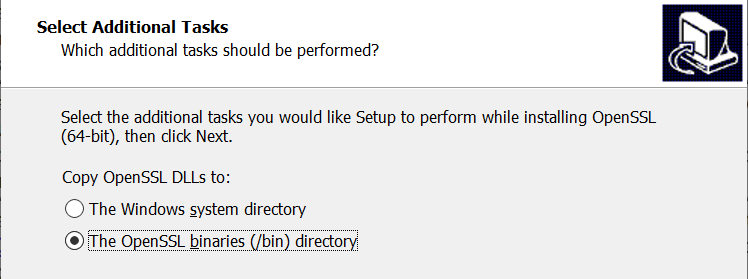 Select Additional Tasks
Which additional tasks should be performed?
Select the additional tasks you would like Setup to perform while installing OpenSSL
(64-bit), then click Next.
Copy OpenSSL DLLs to:
The Windows system directory
The OpenSSL binaries (/bin) directory